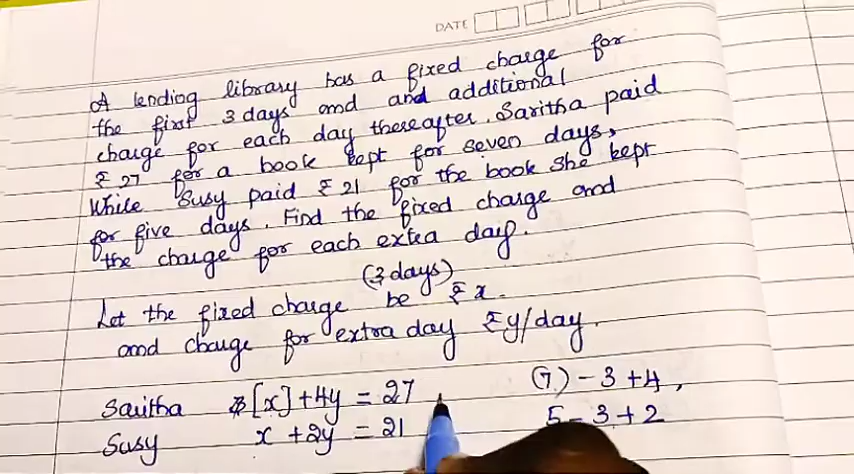 DATE
A lending library has a fixed charge for
the first 3 days and and additional
charge for each day thereafter. Saritha paid
₹ 27 for a book kept for seven days,
While Susy paid ₹ 21 for the book she kept
for five days. Find the fixed charge and
the charge for each extra day.
(3 days)
Let the fixed charge be ₹ x.
and charge for extra day ₹y/day.
Saritha [x] + 4y = 27 (7) - 3 + 4,
Susy x + 2y = 21 5 - 3 + 2